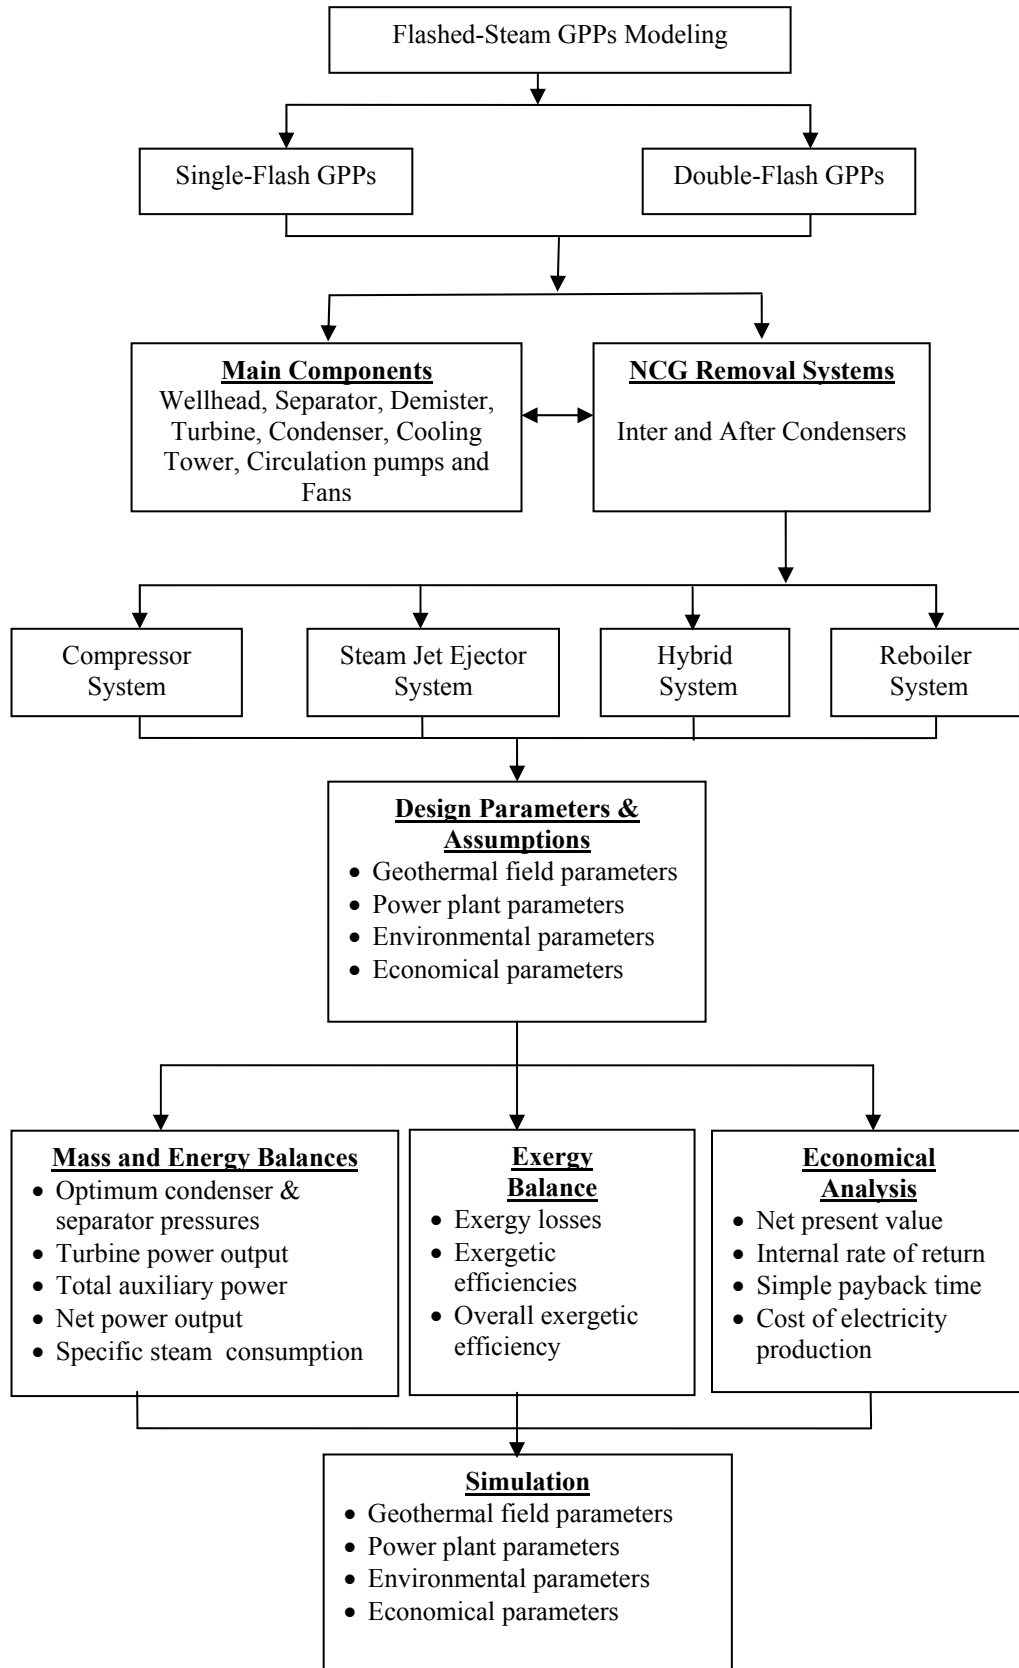 Flashed-Steam GPPs Modeling
Single-Flash GPPs
Double-Flash GPPs
Main Components
Wellhead, Separator, Demister,
Turbine, Condenser, Cooling
Tower, Circulation pumps and
Fans
NCG Removal Systems
Inter and After Condensers
Compressor
System
Steam Jet Ejector
System
Hybrid
System
Reboiler
System
Design Parameters &
Assumptions
• Geothermal field parameters
• Power plant parameters
• Environmental parameters
• Economical parameters
Mass and Energy Balances
• Optimum condenser &
separator pressures
• Turbine power output
• Total auxiliary power
• Net power output
• Specific steam consumption
Exergy
Balance
• Exergy losses
• Exergetic
efficiencies
• Overall exergetic
efficiency
Economical
Analysis
• Net present value
• Internal rate of return
• Simple payback time
• Cost of electricity
production
Simulation
• Geothermal field parameters
• Power plant parameters
• Environmental parameters
• Economical parameters